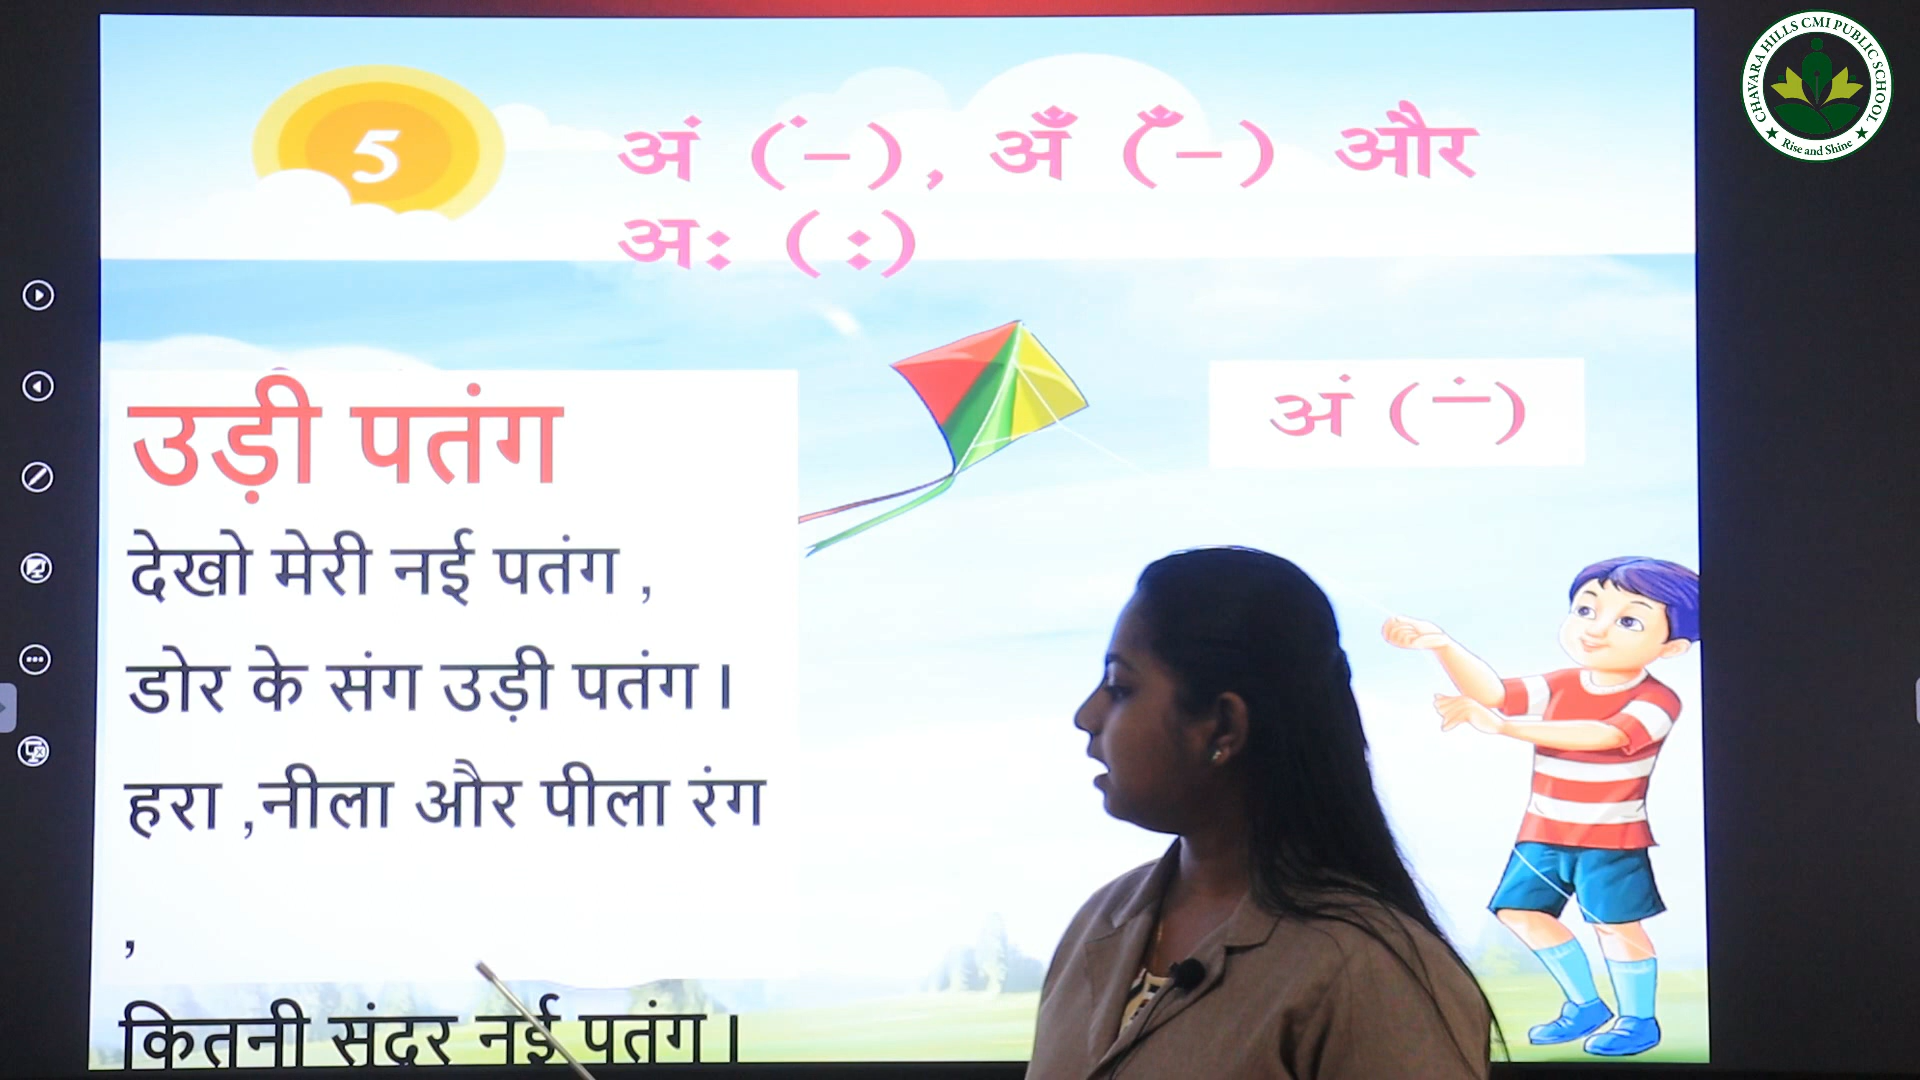 5
अं (ं–), अँ (ँ–) और
अः (ः)
उड़ी पतंग
अं (ं–)
देखो मेरी नई पतंग ,
डोर के संग उड़ी पतंग ।
हरा ,नीला और पीला रंग
,
कितनी संदर नई पतंग ।
CHAVARA HILLS CMI PUBLIC SCHOOL
Rise and Shine